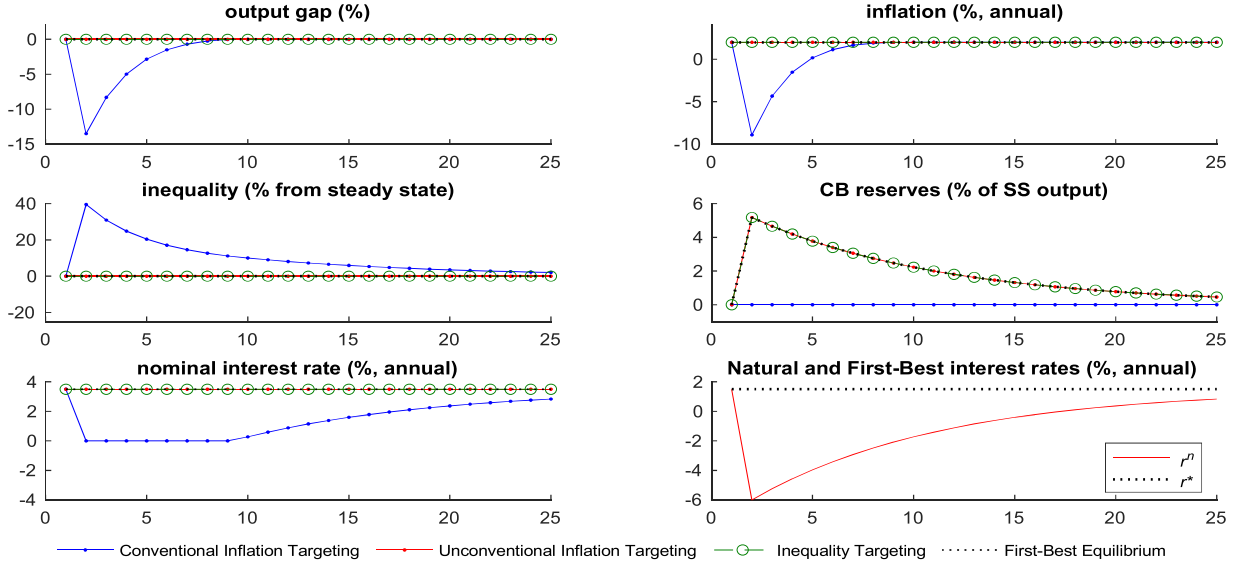 output gap (%)
0
-5
-10
-15
0 5 10 15 20 25
inflation (%, annual)
0
-5
-10
0 5 10 15 20 25
inequality (% from steady state)
40
20
0
-20
0 5 10 15 20 25
CB reserves (% of SS output)
6
4
2
0
0 5 10 15 20 25
nominal interest rate (%, annual)
4
2
0
-2
-4
0 5 10 15 20 25
Natural and First-Best interest rates (%, annual)
2
0
-2
-4
-6
0 5 10 15 20 25
r^n
r*
Conventional Inflation Targeting Unconventional Inflation Targeting Inequality Targeting First-Best Equilibrium